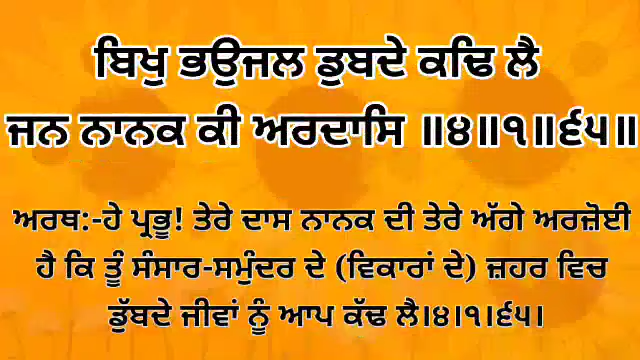 ਬਿਖੁ ਭਉਜਲ ਡੁਬਦੇ ਕਢਿ ਲੈ
ਜਨ ਨਾਨਕ ਕੀ ਅਰਦਾਸਿ ॥੪॥੧॥੬੫॥
ਅਰਥ:-ਹੇ ਪ੍ਰਭੂ! ਤੇਰੇ ਦਾਸ ਨਾਨਕ ਦੀ ਤੇਰੇ ਅੱਗੇ ਅਰਜ਼ੋਈ
ਹੈ ਕਿ ਤੂੰ ਸੰਸਾਰ-ਸਮੁੰਦਰ ਦੇ (ਵਿਕਾਰਾਂ ਦੇ) ਜ਼ਹਰ ਵਿਚ
ਡੁੱਬਦੇ ਜੀਵਾਂ ਨੂੰ ਆਪ ਕੱਢ ਲੈ।੪।੧।੬੫।